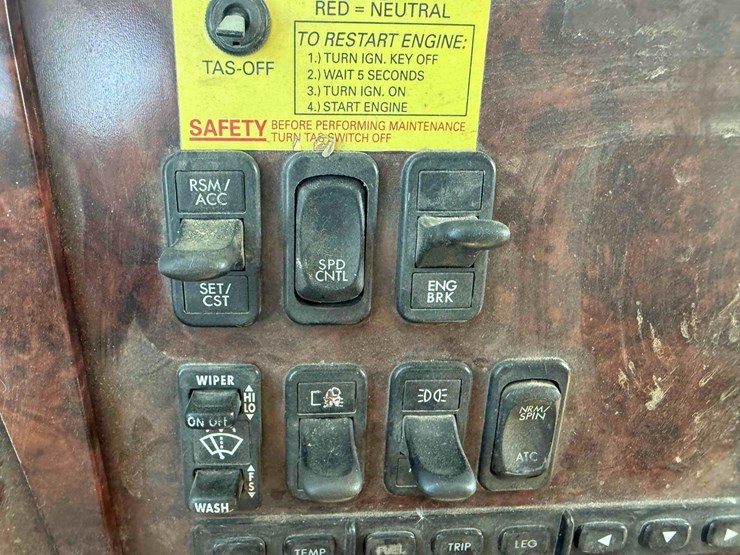 RED = NEUTRAL
TAS-OFF
TO RESTART ENGINE:
1.) TURN IGN. KEY OFF
2.) WAIT 5 SECONDS
3.) TURN IGN. ON
4.) START ENGINE
SAFETY BEFORE PERFORMING MAINTENANCE
TURN TAS SWITCH OFF
RSM/
ACC
SET/
CST
SPD
CNTL
ENG
BRK
WIPER
HI
LO
ON OFF
F
S
WASH
NRM/
SPIN
ATC
TEMP
FUEL
TRIP
LEG